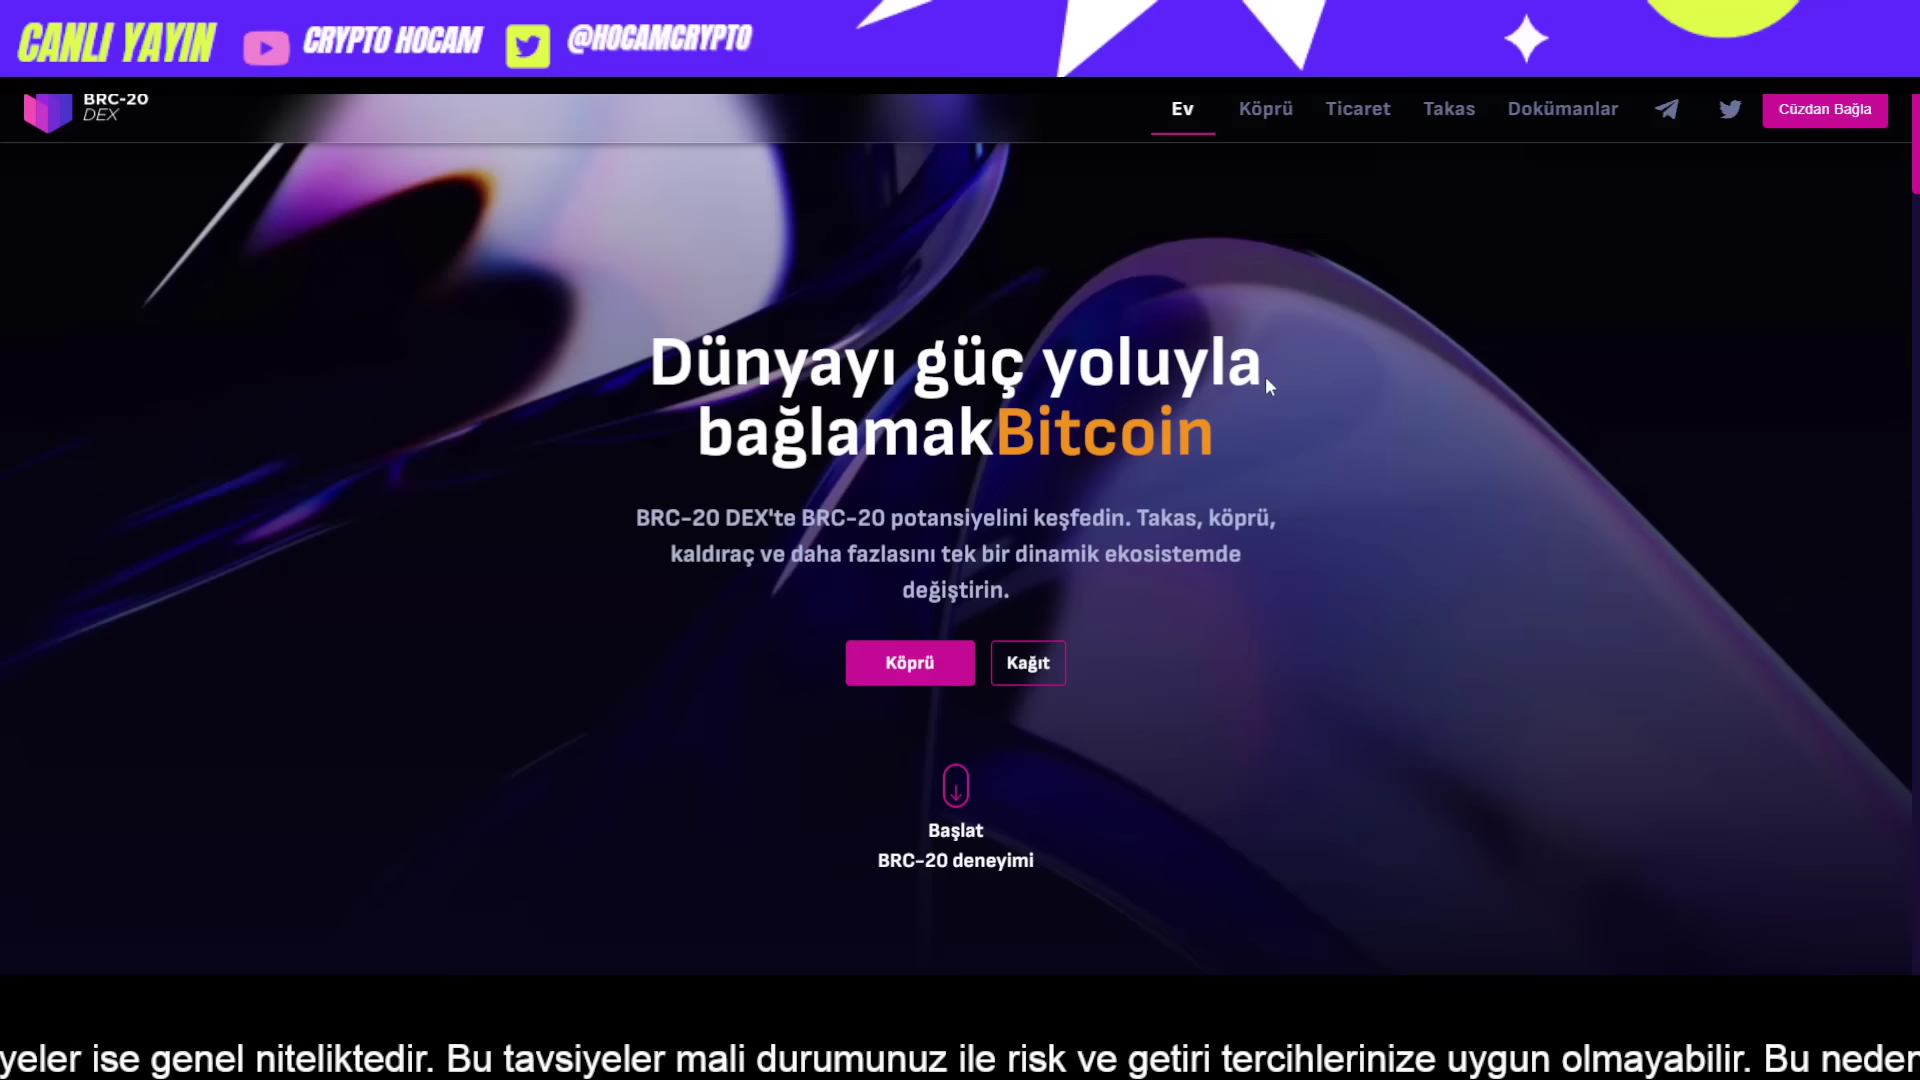 CANLI YAYIN
CRYPTO HOCAM
@HOCAMCRYPTO
BRC-20
DEX
Ev
Köprü
Ticaret
Takas
Dokümanlar
Cüzdan Bağla
Dünyayı güç yoluyla
bağlamakBitcoin
BRC-20 DEX'te BRC-20 potansiyelini keşfedin. Takas, köprü,
kaldıraç ve daha fazlasını tek bir dinamik ekosistemde
değiştirin.
Köprü
Kağıt
Başlat
BRC-20 deneyimi
yeler ise genel niteliktedir. Bu tavsiyeler mali durumunuz ile risk ve getiri tercihlerinize uygun olmayabilir. Bu neden